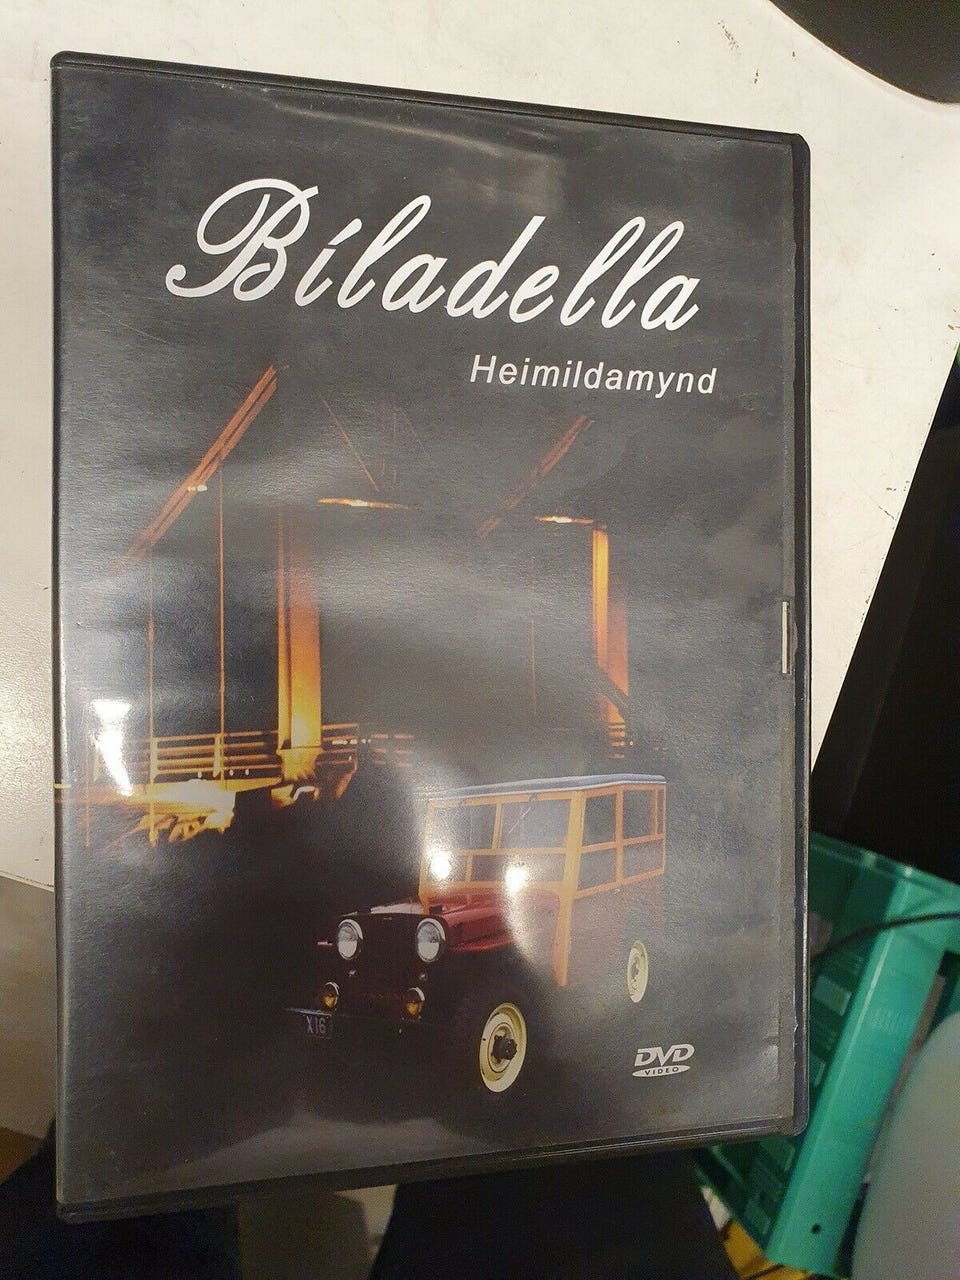 Bíladella
Heimildamynd
X16
DVD
VIDEO